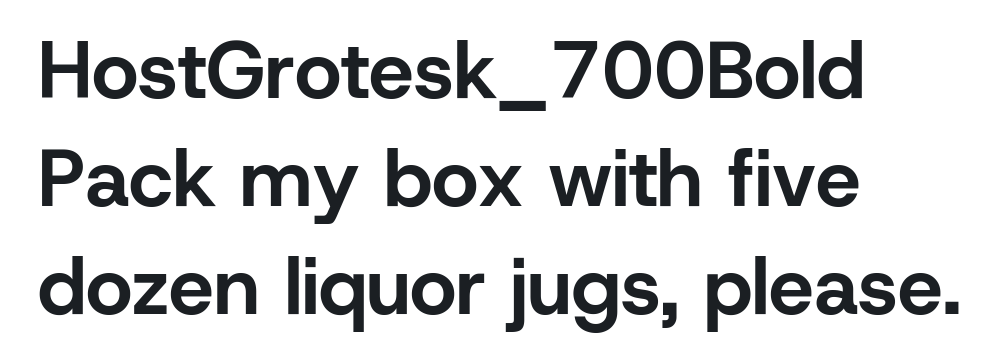 HostGrotesk_700Bold
Pack my box with five
dozen liquor jugs, please.